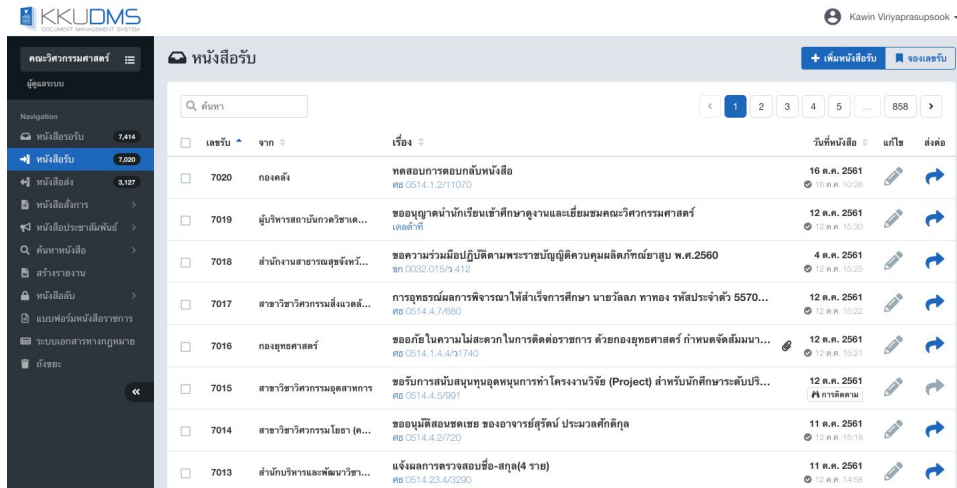 KKUDMS
DOCUMENT MANAGEMENT SYSTEM
Kawin Viriyaprasupsook
คณะวิศวกรรมศาสตร์
ผู้ดูแลระบบ
Navigation
หนังสือรอรับ 7,414
หนังสือรับ 7,020
หนังสือส่ง 3,127
หนังสือสั่งการ
หนังสือประชาสัมพันธ์
ค้นหาหนังสือ
สร้างรายงาน
หนังสือลับ
แบบฟอร์มหนังสือราชการ
ระบบเอกสารทางกฎหมาย
ถังขยะ
หนังสือรับ
เพิ่มหนังสือรับ จองเลขรับ
ค้นหา
1 2 3 4 5 ... 858
เลขรับ จาก เรื่อง วันที่หนังสือ แก้ไข ส่งต่อ
7020 กองคลัง ทดสอบการตอบกลับหนังสือ 16 ต.ค. 2561
ศธ 0514.1.2/11070 16 ต.ค. 10:26
7019 ผู้บริหารสถาบันกวดวิชาเด... ขออนุญาตนำนักเรียนเข้าศึกษาดูงานและเยี่ยมชมคณะวิศวกรรมศาสตร์ 12 ต.ค. 2561
เดลต้าที 12 ต.ค. 15:30
7018 สำนักงานสาธารณสุขจังหวั... ขอความร่วมมือปฏิบัติตามพระราชบัญญัติควบคุมผลิตภัทณ์ยาสูบ พ.ศ.2560 4 ต.ค. 2561
ขก 0032.015/ว 412 12 ต.ค. 15:25
7017 สาขาวิชาวิศวกรรมสิ่งแวดล้... การอุทธรณ์ผลการพิจารณาให้สำเร็จการศึกษา นายวัลลภ ทาทอง รหัสประจำตัว 5570... 12 ต.ค. 2561
ศธ 0514.4.7/680 12 ต.ค. 15:22
7016 กองยุทธศาสตร์ ขออภัยในความไม่สะดวกในการติดต่อราชการ ด้วยกองยุทธศาสตร์ กำหนดจัดสัมมนา... 12 ต.ค. 2561
ศธ 0514.1.4.4/ว1740 12 ต.ค. 15:21
7015 สาขาวิชาวิศวกรรมอุตสาหการ ขอรับการสนับสนุนทุนอุดหนุนการทำโครงงานวิจัย (Project) สำหรับนักศึกษาระดับปริ... 12 ต.ค. 2561
ศธ 0514.4.5/991 การติดตาม
7014 สาขาวิชาวิศวกรรมโยธา (ค... ขออนุมัติสอนชดเชย ของอาจารย์สุรัตน์ ประมวลศักดิกุล 11 ต.ค. 2561
ศธ 0514.4.2/720 12 ต.ค. 15:18
7013 สำนักบริหารและพัฒนาวิชา... แจ้งผลการตรวจสอบชื่อ-สกุล(4 ราย) 11 ต.ค. 2561
ศธ 0514.23.4/3290 12 ต.ค. 14:58